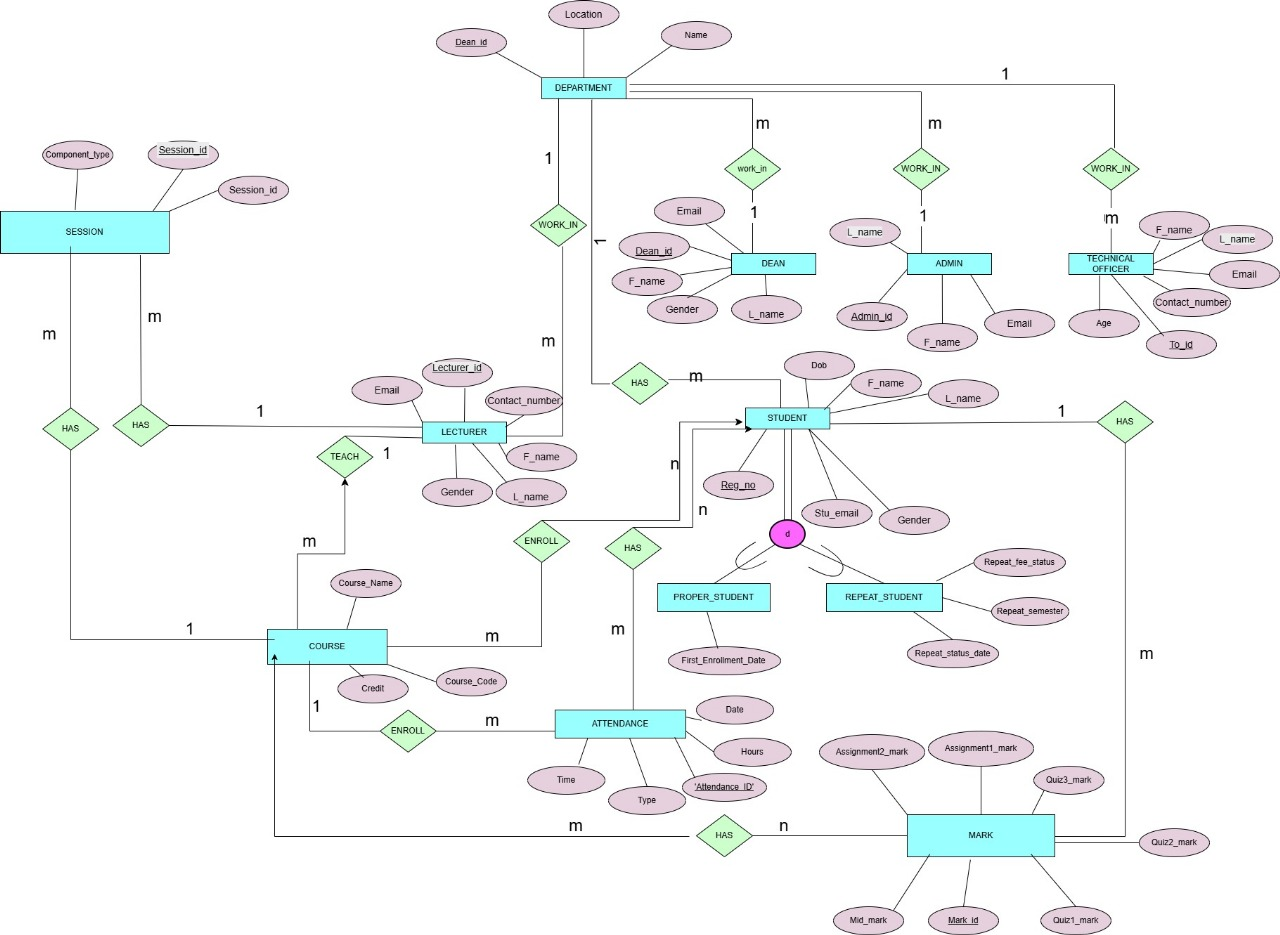 Location
Dean_id
Name
DEPARTMENT
1
m
m
1
Component_type
Session_id
Session_id
SESSION
work_in
WORK_IN
WORK_IN
WORK_IN
1
1
m
1
Email
Dean_id
F_name
Gender
L_name
DEAN
L_name
ADMIN
Admin_id
F_name
Email
F_name
L_name
TECHNICAL
OFFICER
Email
Contact_number
Age
To_id
m
m
m
HAS
HAS
1
Email
Lecturer_id
Contact_number
LECTURER
F_name
L_name
Gender
TEACH
1
HAS
m
Dob
F_name
L_name
STUDENT
1
HAS
Reg_no
Stu_email
Gender
n
n
d
m
ENROLL
HAS
PROPER_STUDENT
REPEAT_STUDENT
Repeat_fee_status
Repeat_semester
Repeat_status_date
First_Enrollment_Date
Course_Name
1
COURSE
m
m
m
Credit
Course_Code
1
ENROLL
m
ATTENDANCE
Date
Hours
'Attendance_ID'
Time
Type
Assignment2_mark
Assignment1_mark
Quiz3_mark
m
HAS
n
MARK
Quiz2_mark
Mid_mark
Mark_id
Quiz1_mark